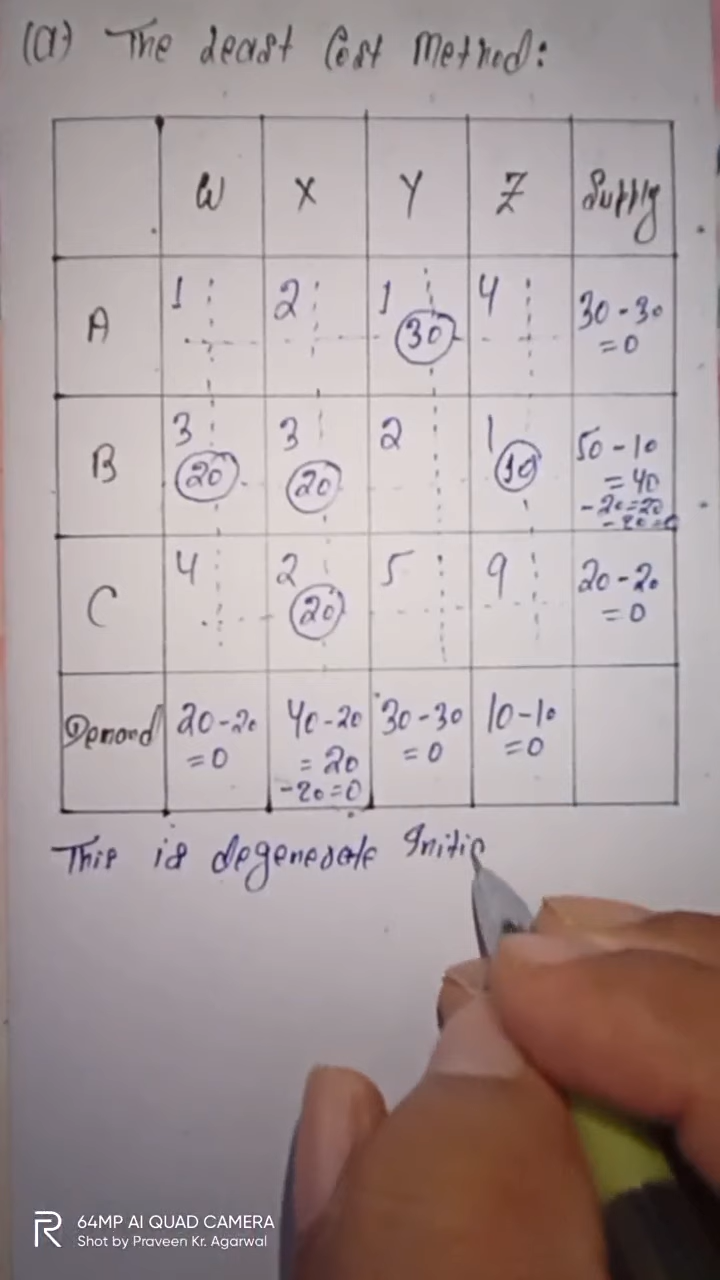 (a) The Least Cost Method:
W X Y Z Supply
A 1 2 1 30 4 30-30
=0
B 3 20 3 20 2 1 10 50-10
=40
-20=20
-20=0
C 4 2 20 5 9 20-20
=0
Demand 20-20 40-20 30-30 10-10
=0 =20 =0 =0
-20=0
This is degenerate Initi
R 64MP AI QUAD CAMERA
Shot by Praveen Kr. Agarwal